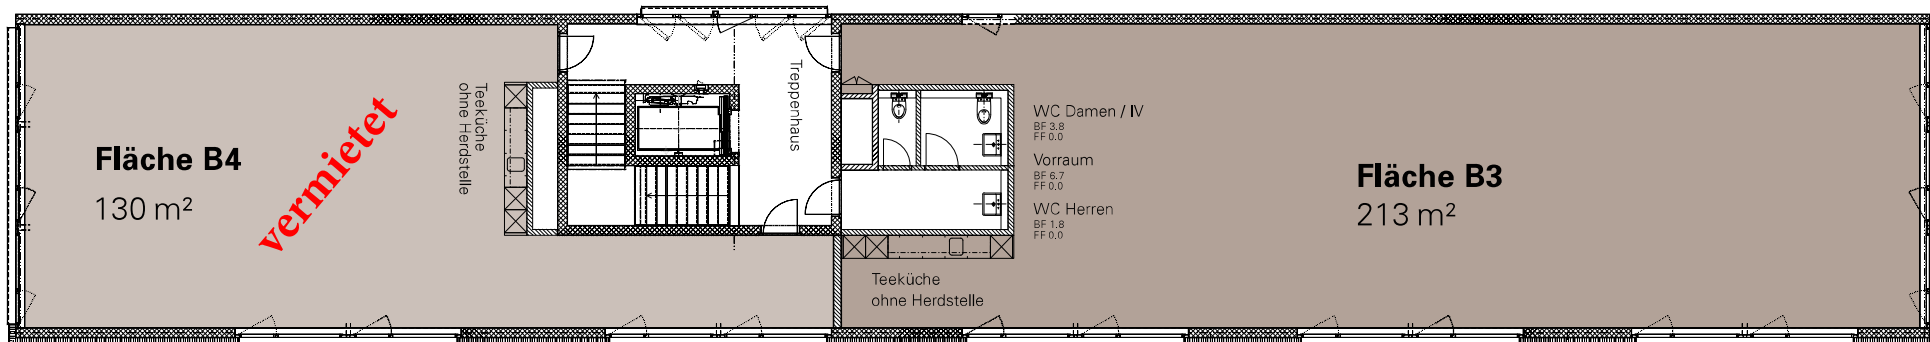 Fläche B4
130 m²
vermietet
Teeküche
ohne Herdstelle
Treppenhaus
WC Damen / IV
BF 3.8
FF 0.0
Vorraum
BF 6.7
FF 0.0
WC Herren
BF 1.8
FF 0.0
Teeküche
ohne Herdstelle
Fläche B3
213 m²